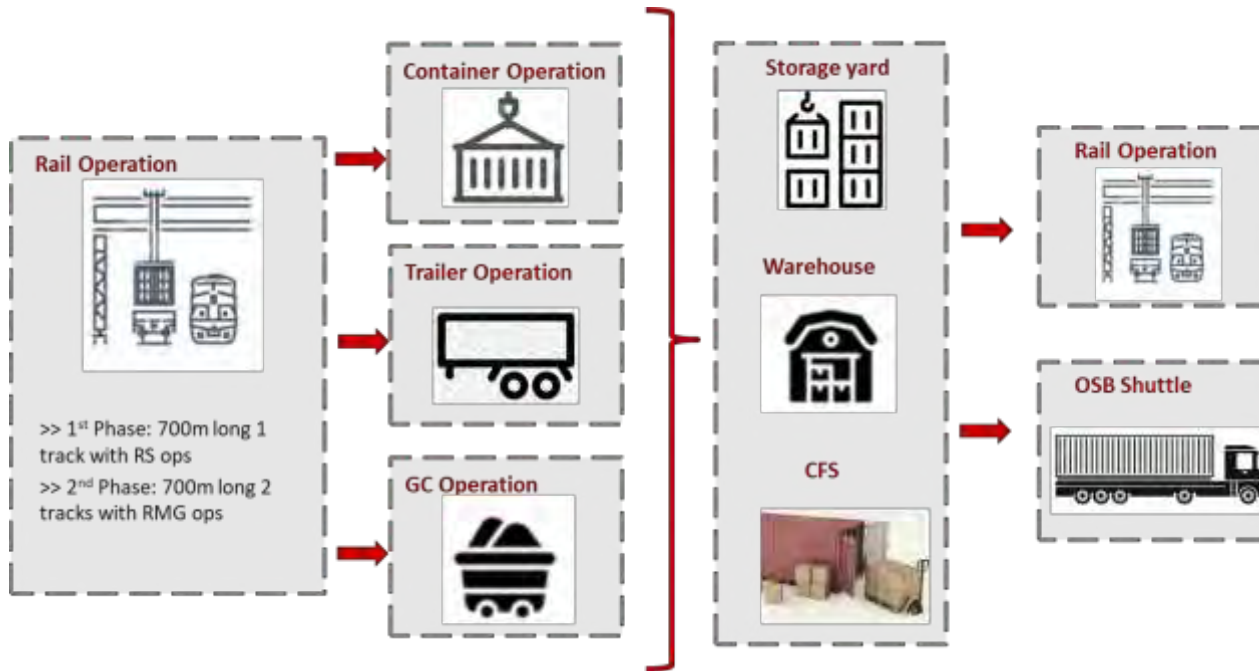 Rail Operation
>> 1st Phase: 700m long 1
track with RS ops
>> 2nd Phase: 700m long 2
tracks with RMG ops
Container Operation
Trailer Operation
GC Operation
Storage yard
Warehouse
CFS
Rail Operation
OSB Shuttle